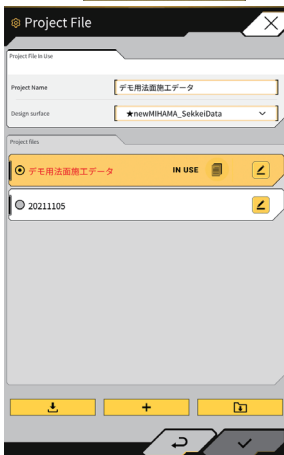 Project File
Project File In Use
Project Name デモ用法面施工データ
Design surface ★newMIHAMA_SekkeiData
Project files
デモ用法面施工データ IN USE
20211105